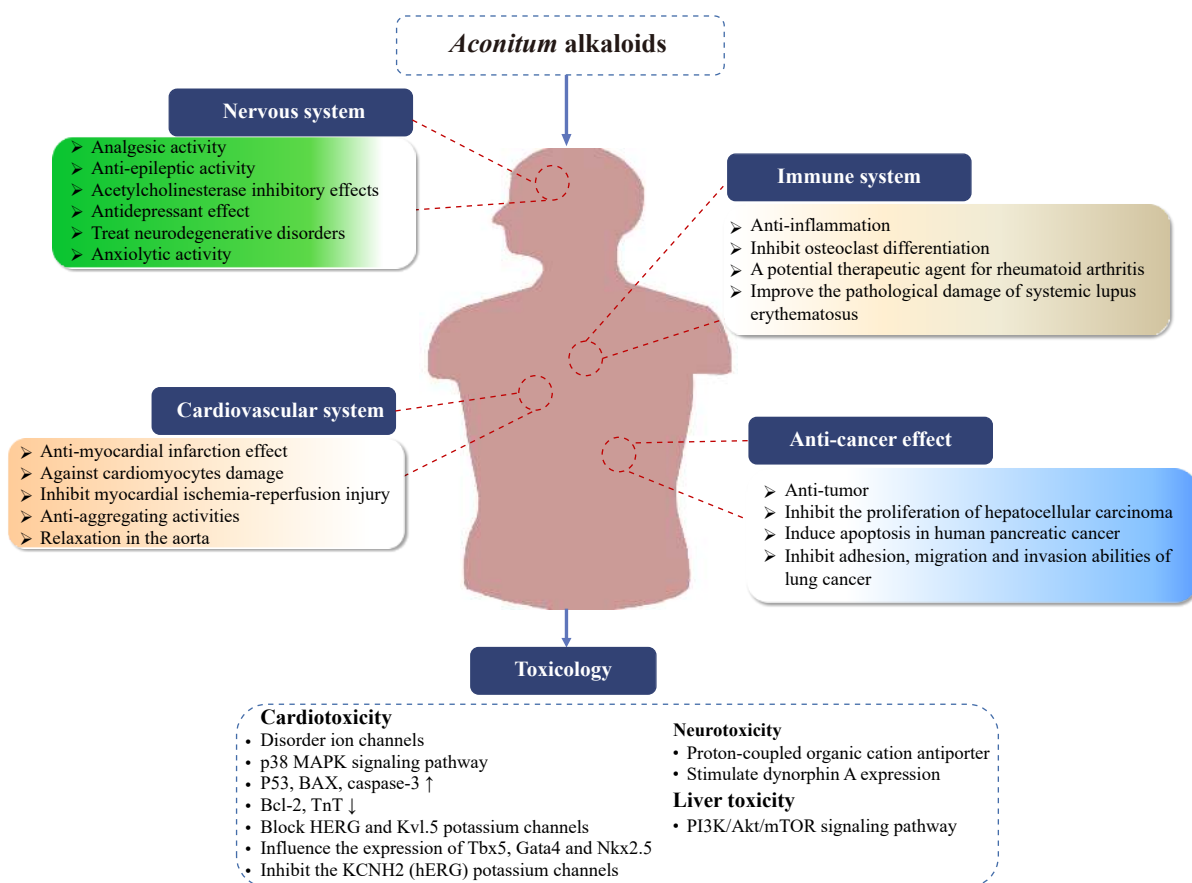 Aconitum alkaloids
Nervous system
➢ Analgesic activity
➢ Anti-epileptic activity
➢ Acetylcholinesterase inhibitory effects
➢ Antidepressant effect
➢ Treat neurodegenerative disorders
➢ Anxiolytic activity
Immune system
➢ Anti-inflammation
➢ Inhibit osteoclast differentiation
➢ A potential therapeutic agent for rheumatoid arthritis
➢ Improve the pathological damage of systemic lupus
erythematosus
Cardiovascular system
➢ Anti-myocardial infarction effect
➢ Against cardiomyocytes damage
➢ Inhibit myocardial ischemia-reperfusion injury
➢ Anti-aggregating activities
➢ Relaxation in the aorta
Anti-cancer effect
➢ Anti-tumor
➢ Inhibit the proliferation of hepatocellular carcinoma
➢ Induce apoptosis in human pancreatic cancer
➢ Inhibit adhesion, migration and invasion abilities of
lung cancer
Toxicology
Cardiotoxicity
• Disorder ion channels
• p38 MAPK signaling pathway
• P53, BAX, caspase-3 ↑
• Bcl-2, TnT ↓
• Block HERG and Kvl.5 potassium channels
• Influence the expression of Tbx5, Gata4 and Nkx2.5
• Inhibit the KCNH2 (hERG) potassium channels
Neurotoxicity
• Proton-coupled organic cation antiporter
• Stimulate dynorphin A expression
Liver toxicity
• PI3K/Akt/mTOR signaling pathway